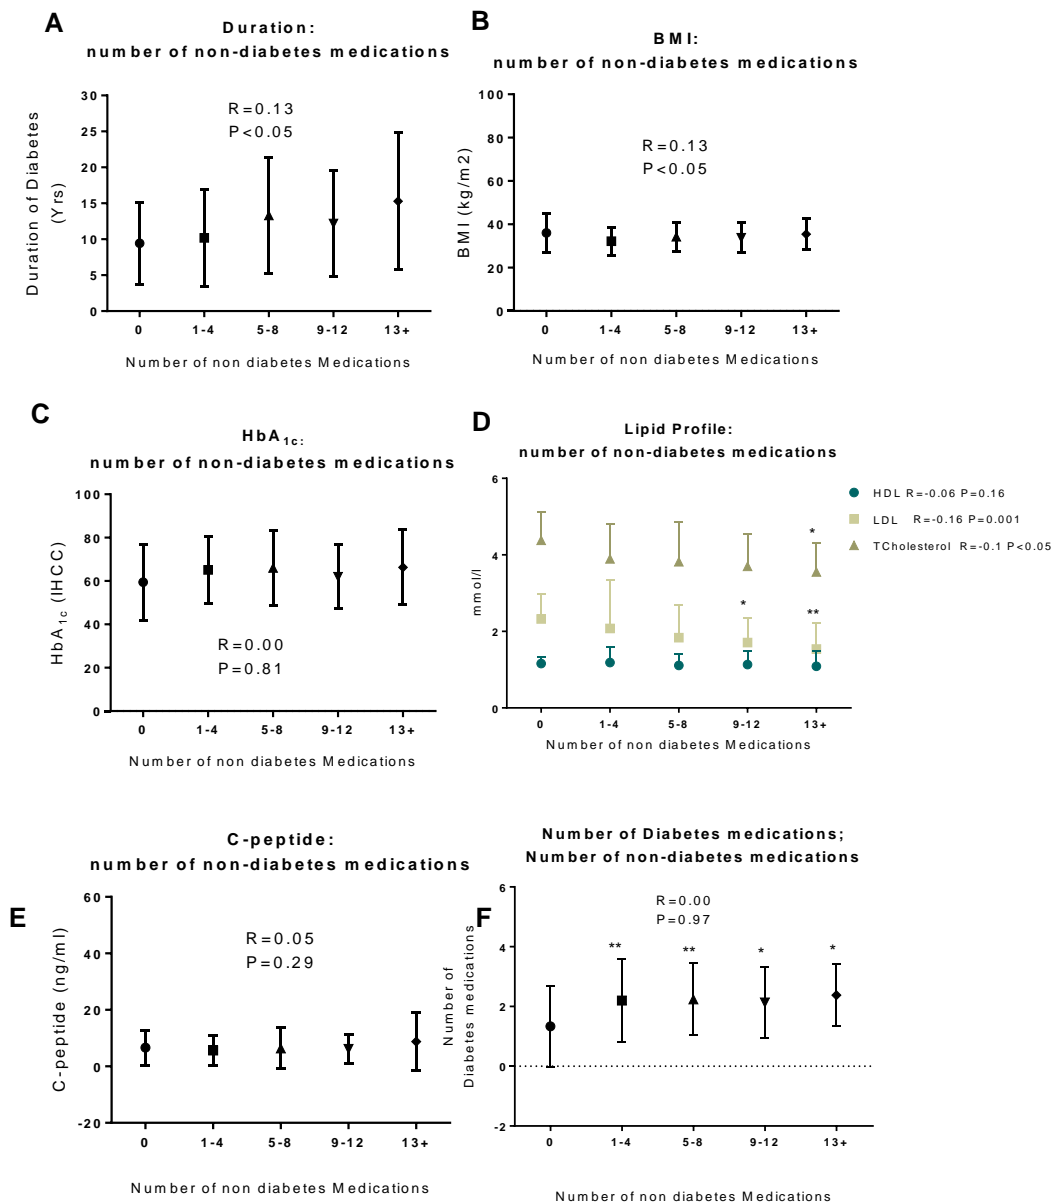 A
Duration:
number of non-diabetes medications
R=0.13
P<0.05
Duration of Diabetes
(Yrs)
30
25
20
15
10
5
0
0 1-4 5-8 9-12 13+
Number of non diabetes Medications
B
BMI:
number of non-diabetes medications
R=0.13
P<0.05
BMI (kg/m2)
100
80
60
40
20
0
0 1-4 5-8 9-12 13+
Number of non diabetes Medications
C
HbA1c:
number of non-diabetes medications
HbA1c (IHCC)
100
80
60
40
20
0
R=0.00
P=0.81
0 1-4 5-8 9-12 13+
Number of non diabetes Medications
D
Lipid Profile:
number of non-diabetes medications
mmol/l
6
4
2
0
*
*
**
0 1-4 5-8 9-12 13+
Number of non diabetes Medications
HDL R=-0.06 P=0.16
LDL R=-0.16 P=0.001
TCholesterol R=-0.1 P<0.05
E
C-peptide:
number of non-diabetes medications
C-peptide (ng/ml)
60
40
20
0
-20
R=0.05
P=0.29
0 1-4 5-8 9-12 13+
Number of non diabetes Medications
F
Number of Diabetes medications;
Number of non-diabetes medications
Number of
Diabetes medications
6
4
2
0
-2
R=0.00
P=0.97
** ** * *
0 1-4 5-8 9-12 13+
Number of non diabetes Medications